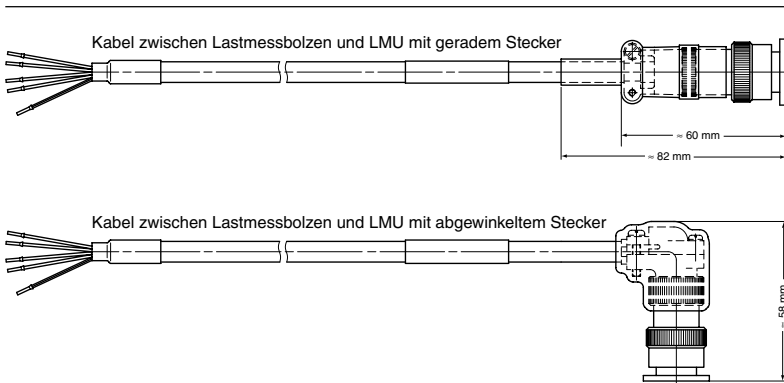 Kabel zwischen Lastmessbolzen und LMU mit geradem Stecker
≈ 60 mm
≈ 82 mm
Kabel zwischen Lastmessbolzen und LMU mit abgewinkeltem Stecker
≈ 58 mm